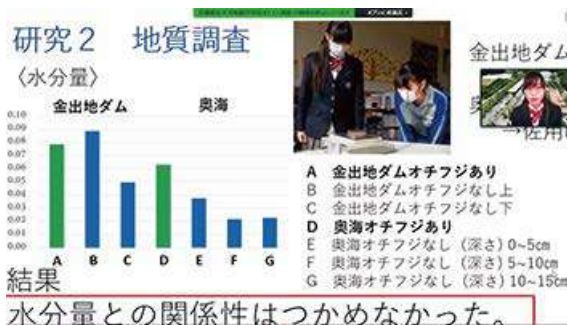 研究2 地質調査
〈水分量〉
金出地ダム 奥海
0.10
0.09
0.08
0.07
0.06
0.05
0.04
0.03
0.02
0.01
0.00
A B C D E F G
金出地ダム
A 金出地ダムオチフジあり
B 金出地ダムオチフジなし上
C 金出地ダムオチフジなし下
D 奥海オチフジあり
E 奥海オチフジなし (深さ) 0~5cm
F 奥海オチフジなし (深さ) 5~10cm
G 奥海オチフジなし (深さ) 10~15cm
結果
水分量との関係性はつかめなかった。